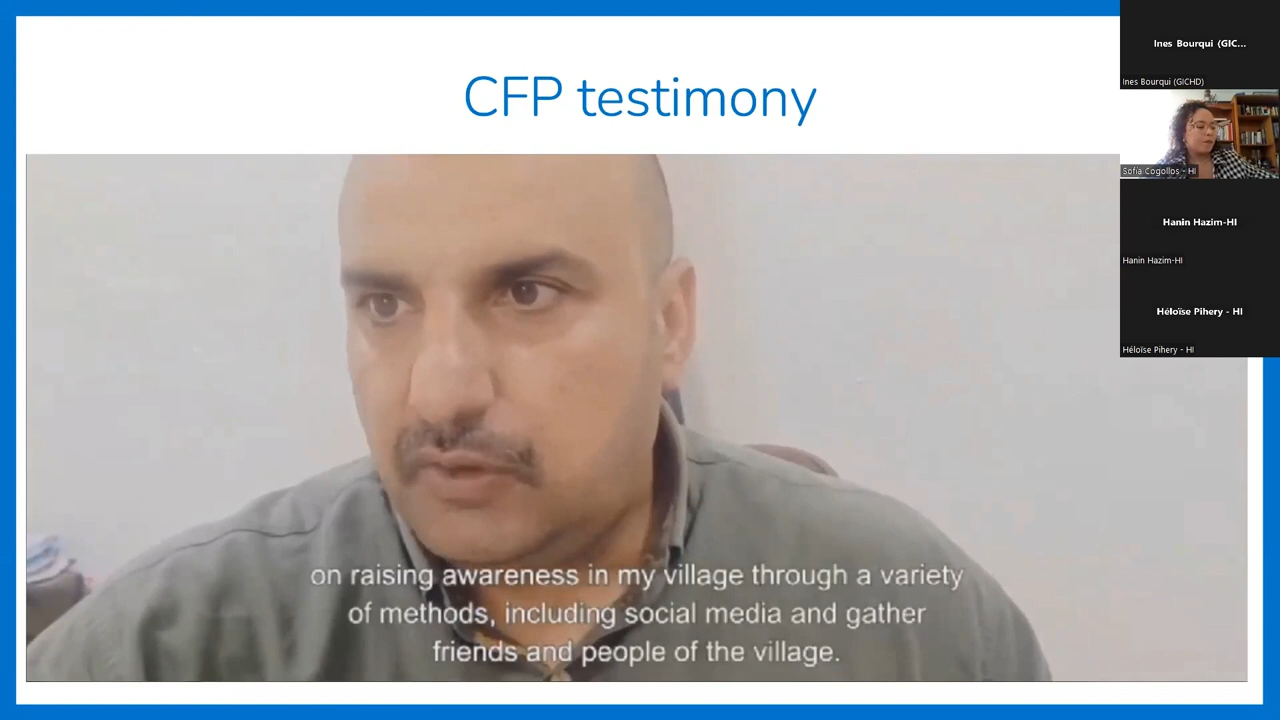 CFP testimony
on raising awareness in my village through a variety
of methods, including social media and gather
friends and people of the village.
Ines Bourqui (GIC...
Ines Bourqui (GICHD)
Sofia Cogollos - HI
Hanin Hazim-HI
Hanin Hazim-HI
Héloïse Pihery - HI
Héloïse Pihery - HI